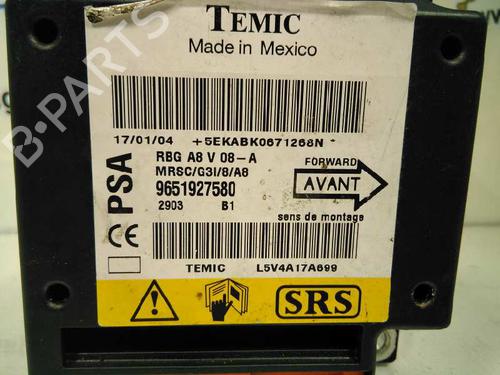 TEMIC
Made in Mexico
17/01/04 +5EKABK0671268N *
RBG A8 V 08-A
MRSC/G3I/8/A8
9651927580
2903 B1
PSA
CE
FORWARD
AVANT
sens de montage
TEMIC L5V4A17A699
SRS